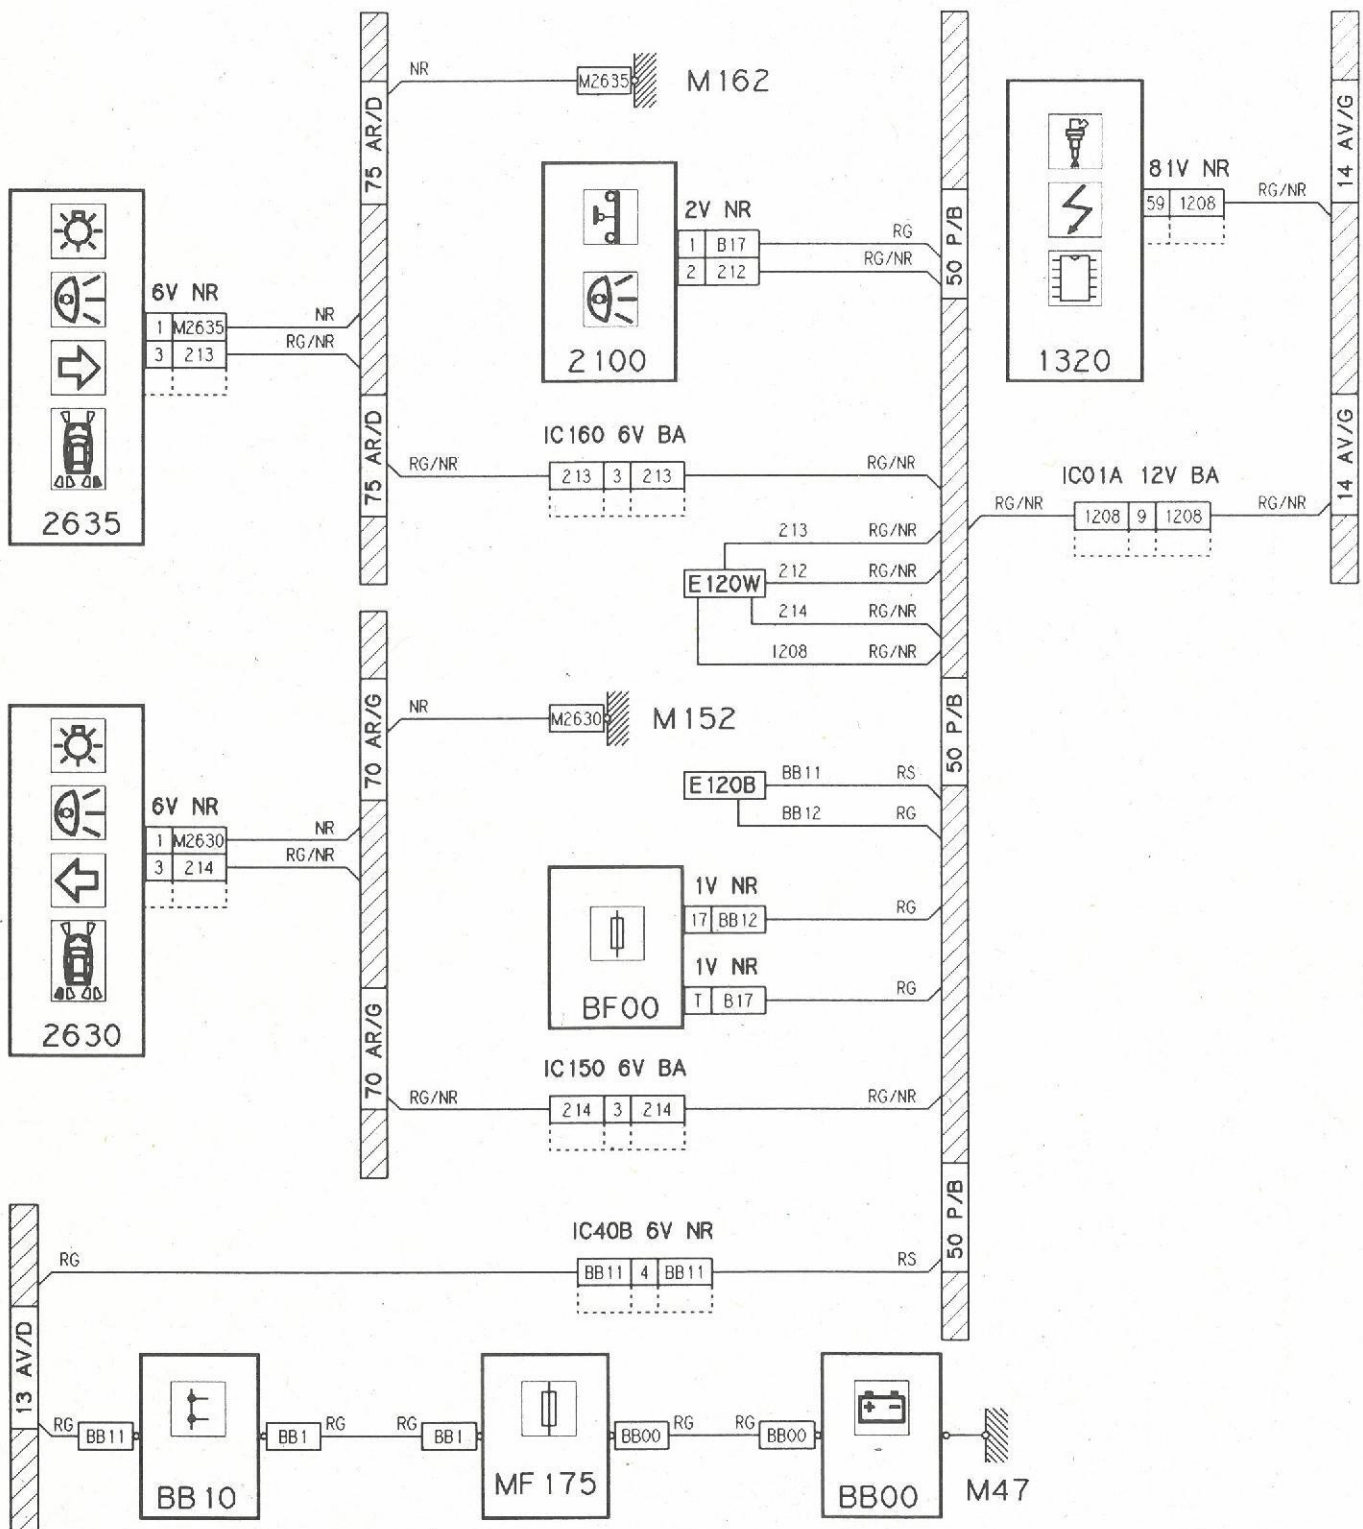 NR
M2635
M162
75 AR/D
14 AV/G
81V NR
59 1208
RG/NR
2V NR
1 B17
RG
2 212
RG/NR
50 P/B
6V NR
1 M2635
NR
3 213
RG/NR
2100
1320
2635
75 AR/D
RG/NR
IC160 6V BA
213 3 213
RG/NR
14 AV/G
IC01A 12V BA
RG/NR
1208 9 1208
RG/NR
E120W
213 RG/NR
212 RG/NR
214 RG/NR
1208 RG/NR
70 AR/G
NR
M2630
M152
50 P/B
E120B
BB11 RS
BB12 RG
6V NR
1 M2630
NR
3 214
RG/NR
2630
1V NR
17 BB12
RG
1V NR
T B17
RG
BF00
70 AR/G
RG/NR
IC150 6V BA
214 3 214
RG/NR
50 P/B
RG
IC40B 6V NR
BB11 4 BB11
RS
13 AV/D
RG
BB11
BB10
BB1
RG
RG
BB1
MF175
BB00
RG
RG
BB00
BB00
M47